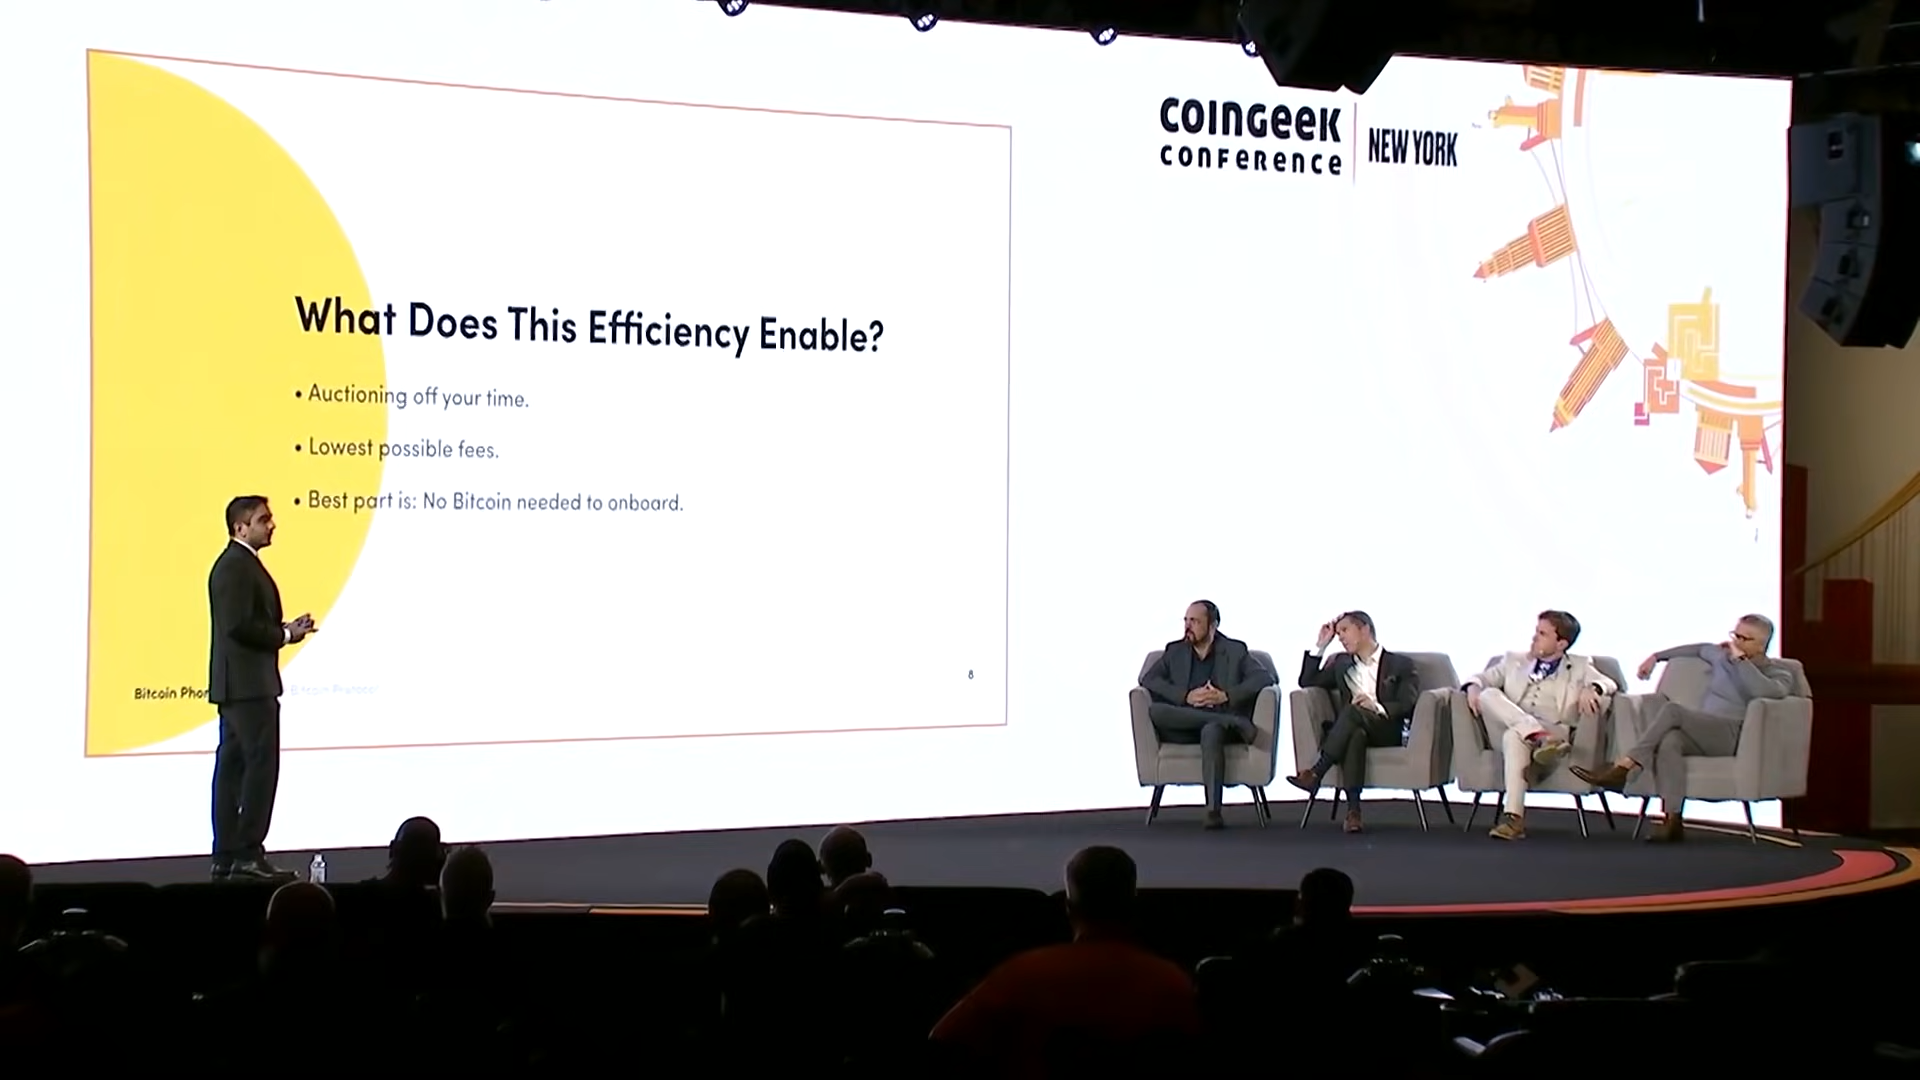 COINGEEK
CONFERENCE
NEW YORK
What Does This Efficiency Enable?
• Auctioning off your time.
• Lowest possible fees.
• Best part is: No Bitcoin needed to onboard.
Bitcoin
8